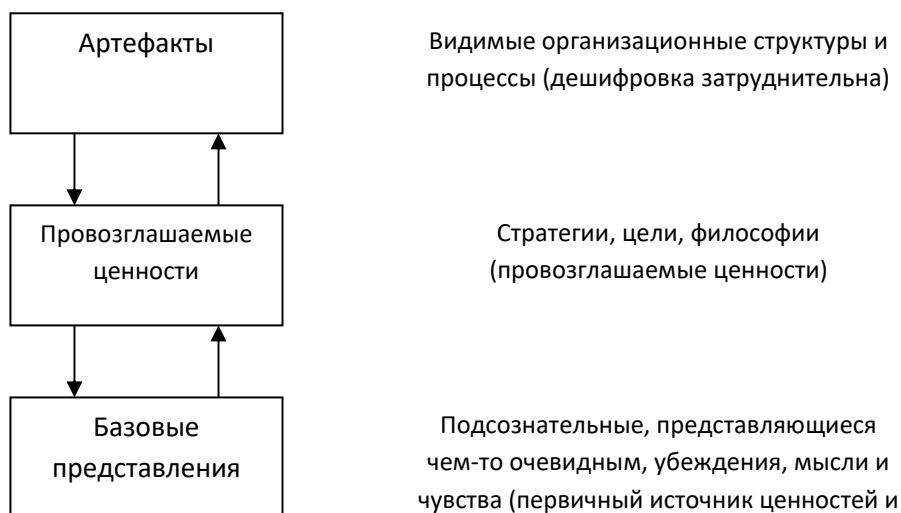 Артефакты
Видимые организационные структуры и
процессы (дешифровка затруднительна)
Провозглашаемые
ценности
Стратегии, цели, философии
(провозглашаемые ценности)
Базовые
представления
Подсознательные, представляющиеся
чем-то очевидным, убеждения, мысли и
чувства (первичный источник ценностей и